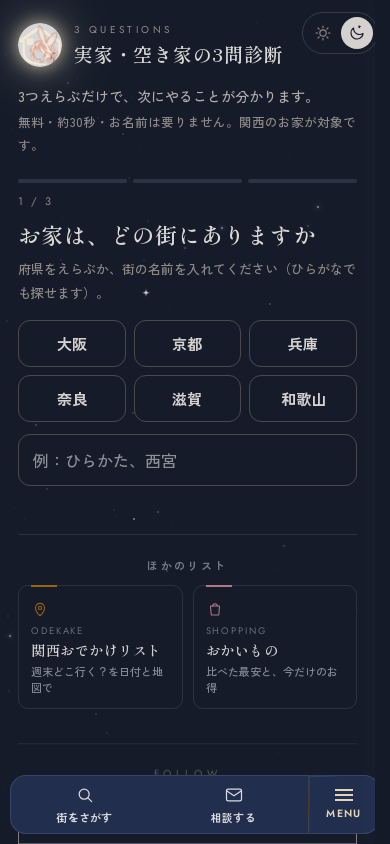 3 QUESTIONS
実家・空き家の3問診断
3つえらぶだけで、次にやることが分かります。
無料・約30秒・お名前は要りません。関西のお家が対象で
す。
1 / 3
お家は、どの街にありますか
府県をえらぶか、街の名前を入れてください（ひらがなで
も探せます）。
大阪
京都
兵庫
奈良
滋賀
和歌山
例：ひらかた、西宮
ほかのリスト
ODEKAKE
関西おでかけリスト
週末どこ行く？を日付と地
図で
SHOPPING
おかいもの
比べた最安と、今だけのお
得
FOLLOW
街をさがす
相談する
MENU